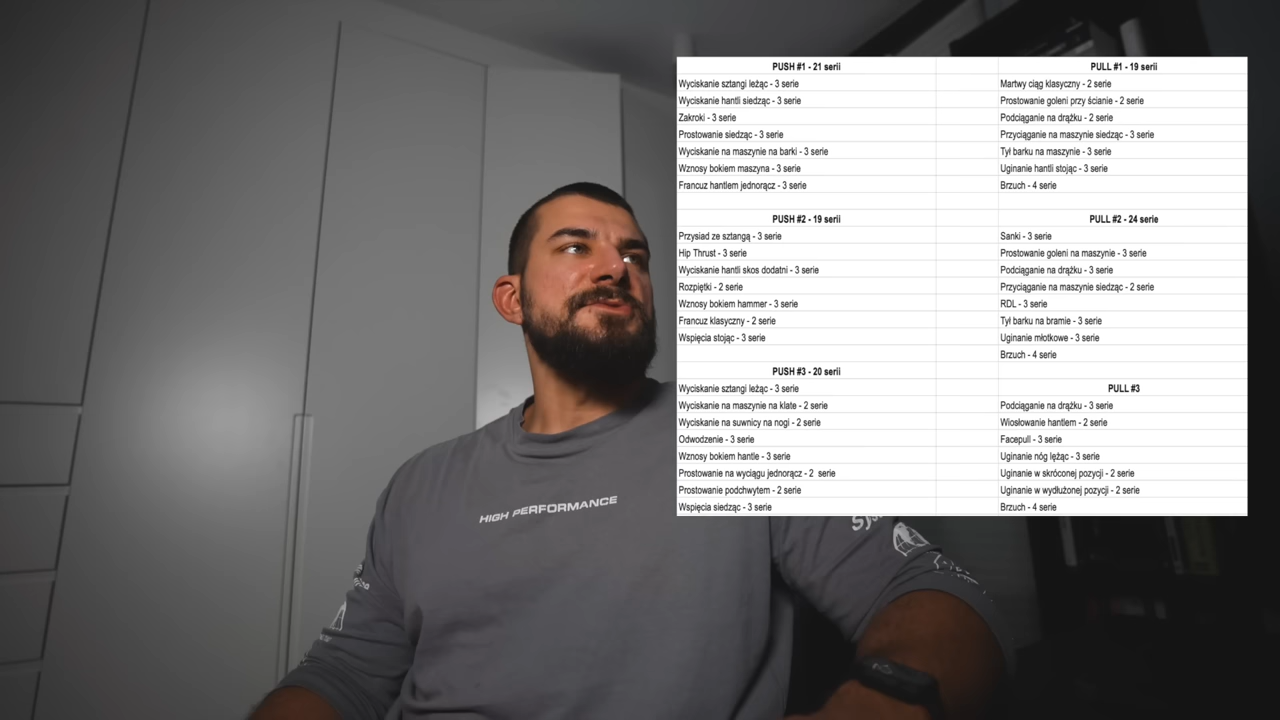 PUSH #1 - 21 serii
Wyciskanie sztangi leżąc - 3 serie
Wyciskanie hantli siedząc - 3 serie
Zakroki - 3 serie
Prostowanie siedząc - 3 serie
Wyciskanie na maszynie na barki - 3 serie
Wznosy bokiem maszyna - 3 serie
Francuz hantlem jednorącz - 3 serie
PULL #1 - 19 serii
Martwy ciąg klasyczny - 2 serie
Prostowanie goleni przy ścianie - 2 serie
Podciąganie na drążku - 2 serie
Przyciąganie na maszynie siedząc - 3 serie
Tył barku na maszynie - 3 serie
Uginanie hantli stojąc - 3 serie
Brzuch - 4 serie
PUSH #2 - 19 serii
Przysiad ze sztangą - 3 serie
Hip Thrust - 3 serie
Wyciskanie hantli skos dodatni - 3 serie
Rozpiętki - 2 serie
Wznosy bokiem hammer - 3 serie
Francuz klasyczny - 2 serie
Wspięcia stojąc - 3 serie
PULL #2 - 24 serie
Sanki - 3 serie
Prostowanie goleni na maszynie - 3 serie
Podciąganie na drążku - 3 serie
Przyciąganie na maszynie siedząc - 2 serie
RDL - 3 serie
Tył barku na bramie - 3 serie
Uginanie młotkowe - 3 serie
Brzuch - 4 serie
PUSH #3 - 20 serii
Wyciskanie sztangi leżąc - 3 serie
Wyciskanie na maszynie na klate - 2 serie
Wyciskanie na suwnicy na nogi - 2 serie
Odwodzenie - 3 serie
Wznosy bokiem hantle - 3 serie
Prostowanie na wyciągu jednorącz - 2 serie
Prostowanie podchwytem - 2 serie
Wspięcia siedząc - 3 serie
PULL #3
Podciąganie na drążku - 3 serie
Wiosłowanie hantlem - 2 serie
Facepull - 3 serie
Uginanie nóg lężąc - 3 serie
Uginanie w skróconej pozycji - 2 serie
Uginanie w wydłużonej pozycji - 2 serie
Brzuch - 4 serie
HIGH PERFORMANCE